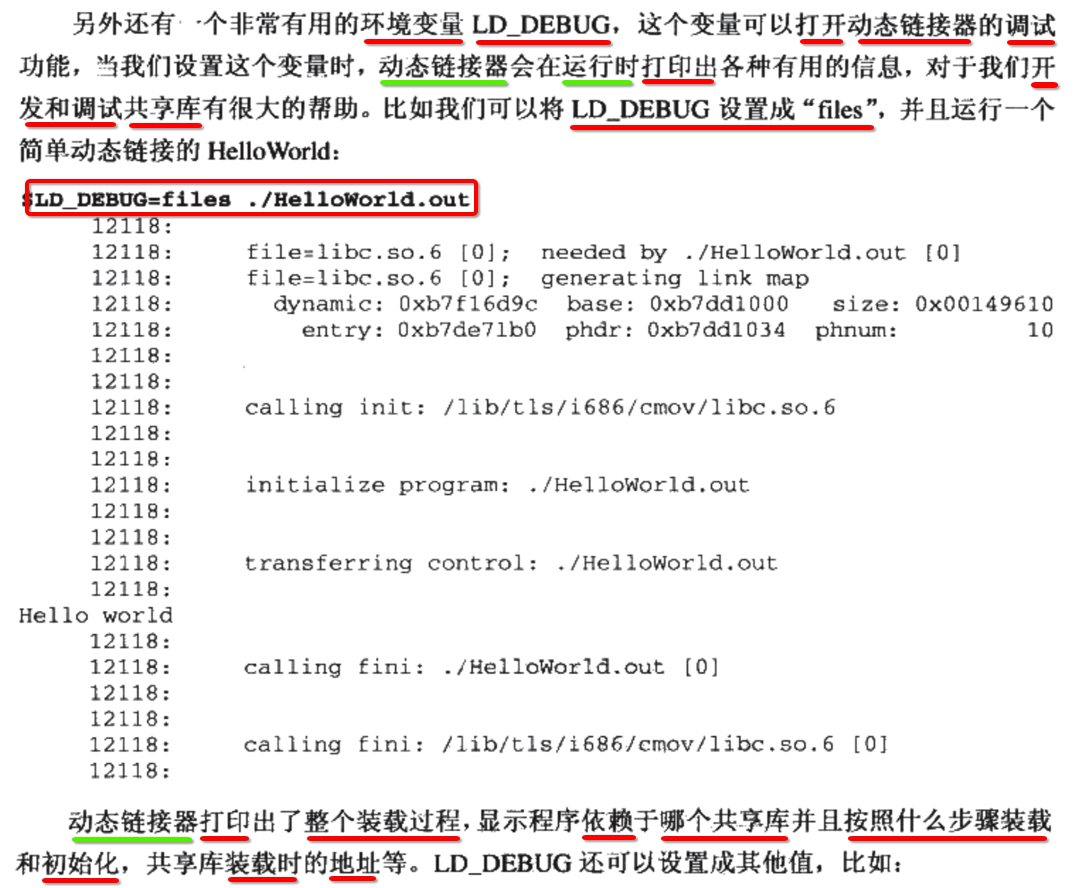 另外还有一个非常有用的环境变量 LD_DEBUG，这个变量可以打开动态链接器的调试
功能，当我们设置这个变量时，动态链接器会在运行时打印出各种有用的信息，对于我们开
发和调试共享库有很大的帮助。比如我们可以将 LD_DEBUG 设置成“files”，并且运行一个
简单动态链接的 HelloWorld：
$LD_DEBUG=files ./HelloWorld.out
12118:
12118: file=libc.so.6 [0]; needed by ./HelloWorld.out [0]
12118: file=libc.so.6 [0]; generating link map
12118: dynamic: 0xb7f16d9c base: 0xb7dd1000 size: 0x00149610
12118: entry: 0xb7de71b0 phdr: 0xb7dd1034 phnum: 10
12118:
12118:
12118: calling init: /lib/tls/i686/cmov/libc.so.6
12118:
12118:
12118: initialize program: ./HelloWorld.out
12118:
12118:
12118: transferring control: ./HelloWorld.out
12118:
Hello world
12118:
12118: calling fini: ./HelloWorld.out [0]
12118:
12118:
12118: calling fini: /lib/tls/i686/cmov/libc.so.6 [0]
12118:
动态链接器打印出了整个装载过程，显示程序依赖于哪个共享库并且按照什么步骤装载
和初始化，共享库装载时的地址等。LD_DEBUG 还可以设置成其他值，比如：